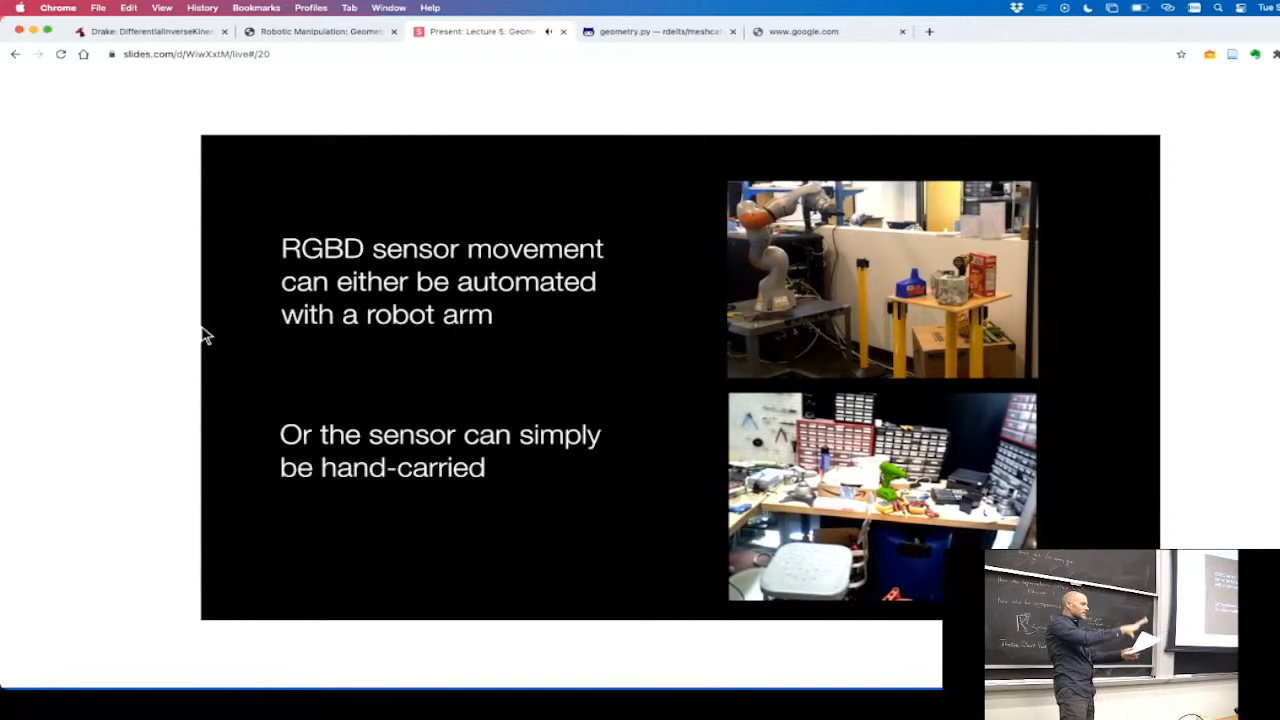 Chrome File Edit View History Bookmarks Profiles Tab Window Help
Drake: DifferentialInverseKiner
Robotic Manipulation: Geomet
Present: Lecture 5: Geome
geometry.py — rdeits/meshcat
www.google.com
slides.com/d/WiwXxtM/live#/20
RGBD sensor movement
can either be automated
with a robot arm
Or the sensor can simply
be hand-carried